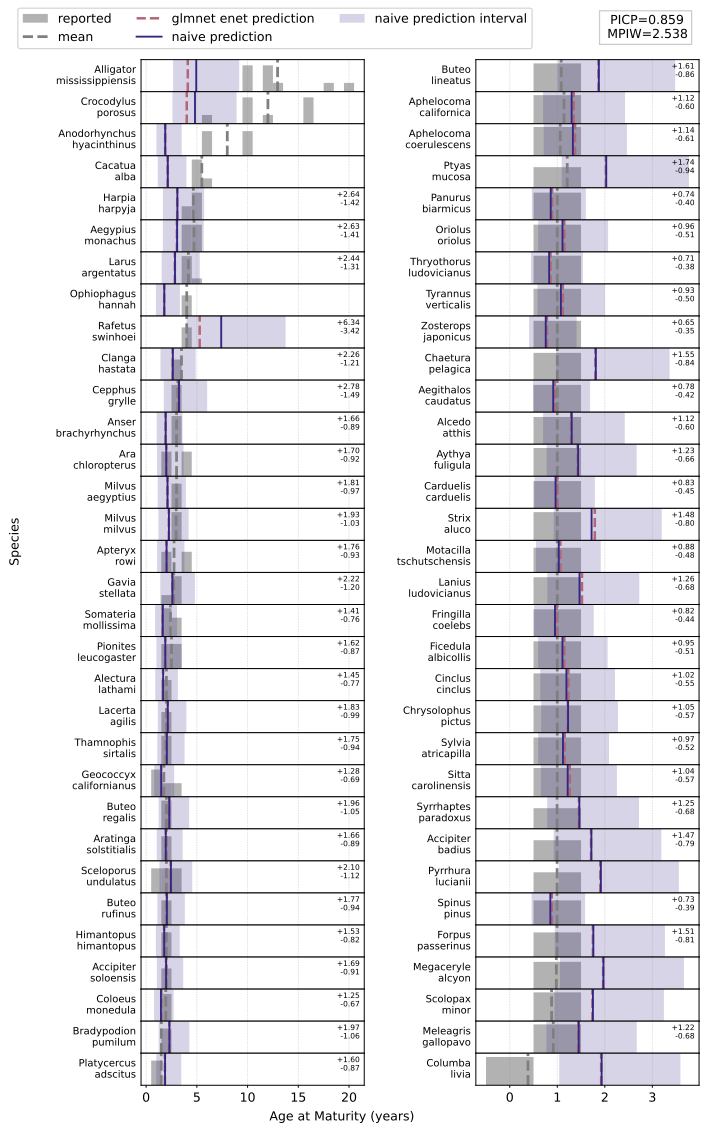 reported
glmnet enet prediction
naive prediction interval
mean
naive prediction
PICP=0.859
MPIW=2.538
Species
Alligator
mississippiensis
Crocodylus
porosus
Anodorhynchus
hyacinthinus
Cacatua
alba
Harpia
harpyja
+2.64
-1.42
Aegypius
monachus
+2.63
-1.41
Larus
argentatus
+2.44
-1.31
Ophiophagus
hannah
Rafetus
swinhoei
+6.34
-3.42
Clanga
hastata
+2.26
-1.21
Cepphus
grylle
+2.78
-1.49
Anser
brachyrhynchus
+1.66
-0.89
Ara
chloropterus
+1.70
-0.92
Milvus
aegyptius
+1.81
-0.97
Milvus
milvus
+1.93
-1.03
Apteryx
rowi
+1.76
-0.93
Gavia
stellata
+2.22
-1.20
Somateria
mollissima
+1.41
-0.76
Pionites
leucogaster
+1.62
-0.87
Alectura
lathami
+1.45
-0.77
Lacerta
agilis
+1.83
-0.99
Thamnophis
sirtalis
+1.75
-0.94
Geococcyx
californianus
+1.28
-0.69
Buteo
regalis
+1.96
-1.05
Aratinga
solstitialis
+1.66
-0.89
Sceloporus
undulatus
+2.10
-1.12
Buteo
rufinus
+1.77
-0.94
Himantopus
himantopus
+1.53
-0.82
Accipiter
soloensis
+1.69
-0.91
Coloeus
monedula
+1.25
-0.67
Bradypodion
pumilum
+1.97
-1.06
Platycercus
adscitus
+1.60
-0.87
0 5 10 15 20
Buteo
lineatus
+1.61
-0.86
Aphelocoma
californica
+1.12
-0.60
Aphelocoma
coerulescens
+1.14
-0.61
Ptyas
mucosa
+1.74
-0.94
Panurus
biarmicus
+0.74
-0.40
Oriolus
oriolus
+0.96
-0.51
Thryothorus
ludovicianus
+0.71
-0.38
Tyrannus
verticalis
+0.93
-0.50
Zosterops
japonicus
+0.65
-0.35
Chaetura
pelagica
+1.55
-0.84
Aegithalos
caudatus
+0.78
-0.42
Alcedo
atthis
+1.12
-0.60
Aythya
fuligula
+1.23
-0.66
Carduelis
carduelis
+0.83
-0.45
Strix
aluco
+1.48
-0.80
Motacilla
tschutschensis
+0.88
-0.48
Lanius
ludovicianus
+1.26
-0.68
Fringilla
coelebs
+0.82
-0.44
Ficedula
albicollis
+0.95
-0.51
Cinclus
cinclus
+1.02
-0.55
Chrysolophus
pictus
+1.05
-0.57
Sylvia
atricapilla
+0.97
-0.52
Sitta
carolinensis
+1.04
-0.57
Syrrhaptes
paradoxus
+1.25
-0.68
Accipiter
badius
+1.47
-0.79
Pyrrhura
lucianii
Spinus
pinus
+0.73
-0.39
Forpus
passerinus
+1.51
-0.81
Megaceryle
alcyon
Scolopax
minor
Meleagris
gallopavo
+1.22
-0.68
Columba
livia
0 1 2 3
Age at Maturity (years)